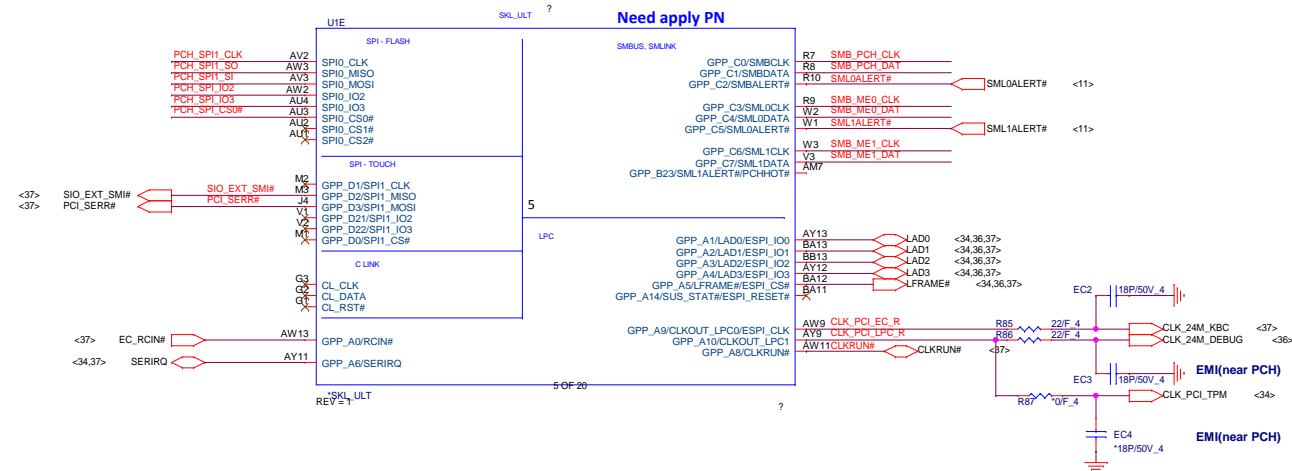 ?
SKL_ULT
Need apply PN
U1E
SPI - FLASH
SMBUS, SMLINK
PCH_SPI1_CLK AV2 SPI0_CLK
PCH_SPI1_SO AW3 SPI0_MISO
PCH_SPI1_SI AV3 SPI0_MOSI
PCH_SPI_IO2 AW2 SPI0_IO2
PCH_SPI_IO3 AU4 SPI0_IO3
PCH_SPI_CS0# AU3 SPI0_CS0#
AU2 SPI0_CS1#
AU1 SPI0_CS2#
GPP_C0/SMBCLK R7 SMB_PCH_CLK
GPP_C1/SMBDATA R8 SMB_PCH_DAT
GPP_C2/SMBALERT# R10 SML0ALERT# SML0ALERT# <11>
GPP_C3/SML0CLK R9 SMB_ME0_CLK
GPP_C4/SML0DATA W2 SMB_ME0_DAT
GPP_C5/SML0ALERT# W1 SML1ALERT# SML1ALERT# <11>
GPP_C6/SML1CLK W3 SMB_ME1_CLK
GPP_C7/SML1DATA V3 SMB_ME1_DAT
GPP_B23/SML1ALERT#/PCHHOT# AM7
SPI - TOUCH
M2 GPP_D1/SPI1_CLK
<37> SIO_EXT_SMI# SIO_EXT_SMI# M3 GPP_D2/SPI1_MISO
<37> PCI_SERR# PCI_SERR# J4 GPP_D3/SPI1_MOSI
V1 GPP_D21/SPI1_IO2
V2 GPP_D22/SPI1_IO3
M1 GPP_D0/SPI1_CS#
5
LPC
GPP_A1/LAD0/ESPI_IO0 AY13 LAD0 <34,36,37>
GPP_A2/LAD1/ESPI_IO1 BA13 LAD1 <34,36,37>
GPP_A3/LAD2/ESPI_IO2 BB13 LAD2 <34,36,37>
GPP_A4/LAD3/ESPI_IO3 AY12 LAD3 <34,36,37>
GPP_A5/LFRAME#/ESPI_CS# BA12 LFRAME# <34,36,37>
GPP_A14/SUS_STAT#/ESPI_RESET# BA11
C LINK
G3 CL_CLK
G2 CL_DATA
G1 CL_RST#
EC2 18P/50V_4
<37> EC_RCIN# AW13 GPP_A0/RCIN#
<34,37> SERIRQ AY11 GPP_A6/SERIRQ
GPP_A9/CLKOUT_LPC0/ESPI_CLK AW9 CLK_PCI_EC_R R85 22/F_4 CLK_24M_KBC <37>
GPP_A10/CLKOUT_LPC1 AY9 CLK_PCI_LPC_R R86 22/F_4 CLK_24M_DEBUG <36>
GPP_A8/CLKRUN# AW11 CLKRUN# CLKRUN# <37>
EC3 18P/50V_4 EMI(near PCH)
5 OF 20
*SKL_ULT
REV = 1
?
R87 *0/F_4 CLK_PCI_TPM <34>
EC4
*18P/50V_4
EMI(near PCH)